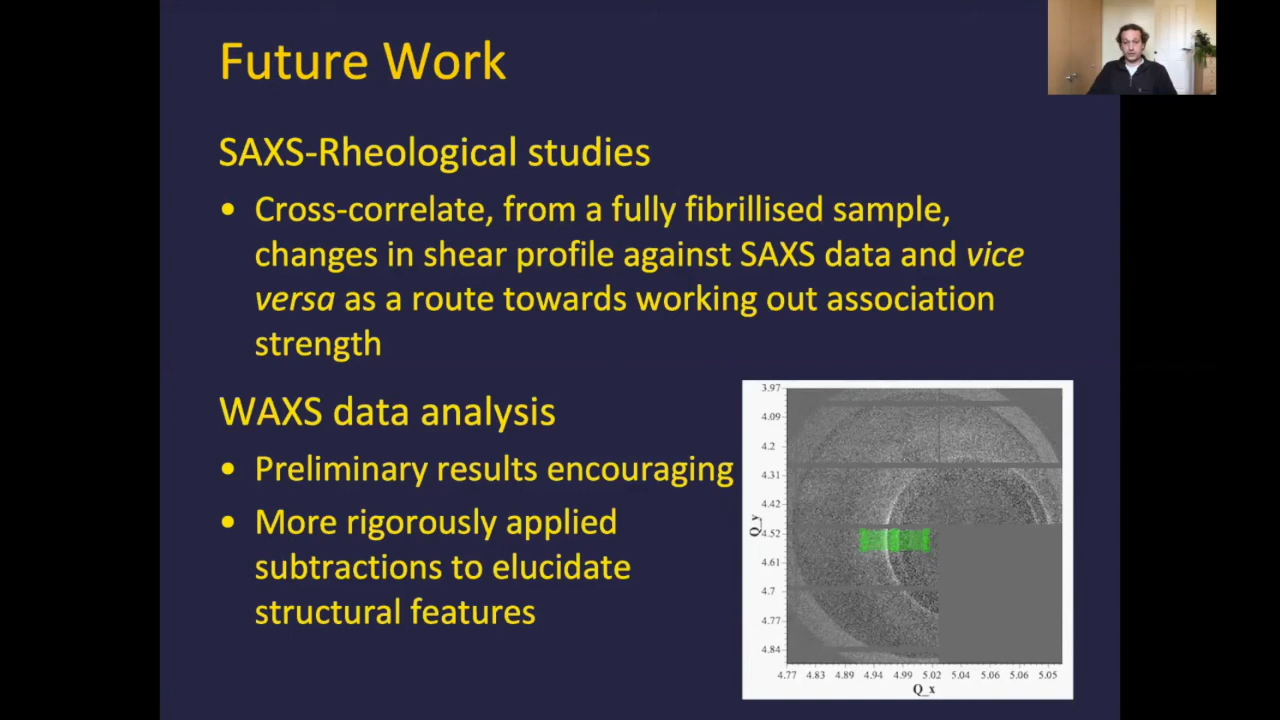 Future Work
SAXS-Rheological studies
• Cross-correlate, from a fully fibrillised sample,
changes in shear profile against SAXS data and vice
versa as a route towards working out association
strength
WAXS data analysis
• Preliminary results encouraging
• More rigorously applied
subtractions to elucidate
structural features
3.97
4.09
4.2
4.31
4.42
4.52
4.61
4.7
4.77
4.84
Q_y
4.77 4.83 4.89 4.94 4.99 5.02 5.04 5.06 5.06 5.05
Q_x